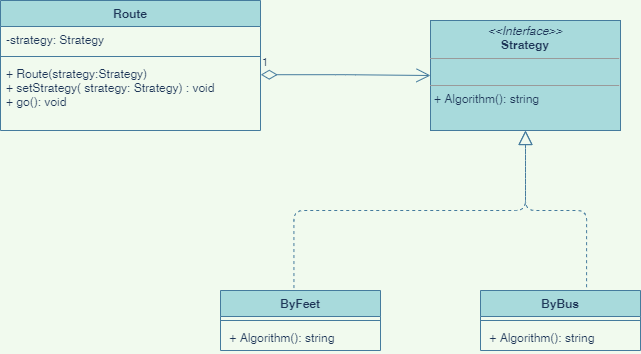 Route
-strategy: Strategy
+ Route(strategy:Strategy)
+ setStrategy( strategy: Strategy) : void
+ go(): void
1
<<Interface>>
Strategy
+ Algorithm(): string
ByFeet
+ Algorithm(): string
ByBus
+ Algorithm(): string